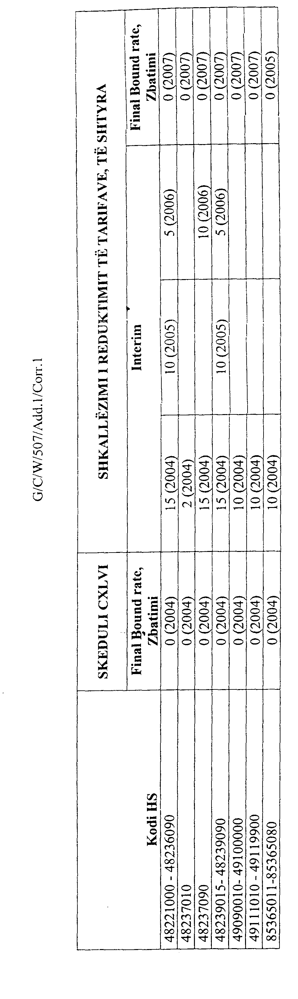 G/C/W/507/Add.1/Corr.1
SKEDULI CXLVI SHKALLËZIMI I REDUKTIMIT TË TARIFAVE, TË SHTYRA
Kodi HS Final Bound rate, Zbatimi Interim Final Bound rate, Zbatimi
48221000 - 48236090 0 (2004) 15 (2004) 10 (2005) 5 (2006) 0 (2007)
48237010 0 (2004) 2 (2004) 0 (2007)
48237090 0 (2004) 15 (2004) 10 (2006) 0 (2007)
48239015- 48239090 0 (2004) 15 (2004) 10 (2005) 5 (2006) 0 (2007)
49090010- 49100000 0 (2004) 10 (2004) 0 (2007)
49111010 - 49119900 0 (2004) 10 (2004) 0 (2007)
85365011-85365080 0 (2004) 10 (2004) 0 (2005)